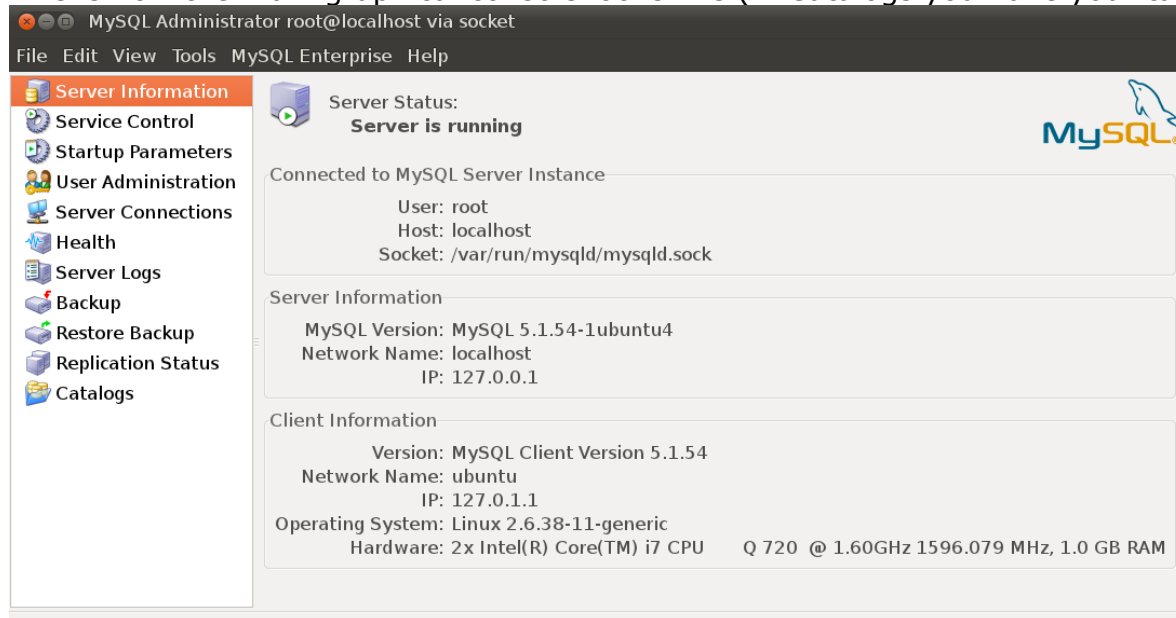 MySQL Administrator root@localhost via socket
File Edit View Tools MySQL Enterprise Help
Server Information
Service Control
Startup Parameters
User Administration
Server Connections
Health
Server Logs
Backup
Restore Backup
Replication Status
Catalogs
Server Status:
Server is running
MySQL
Connected to MySQL Server Instance
User: root
Host: localhost
Socket: /var/run/mysqld/mysqld.sock
Server Information
MySQL Version: MySQL 5.1.54-1ubuntu4
Network Name: localhost
IP: 127.0.0.1
Client Information
Version: MySQL Client Version 5.1.54
Network Name: ubuntu
IP: 127.0.1.1
Operating System: Linux 2.6.38-11-generic
Hardware: 2x Intel(R) Core(TM) i7 CPU Q 720 @ 1.60GHz 1596.079 MHz, 1.0 GB RAM